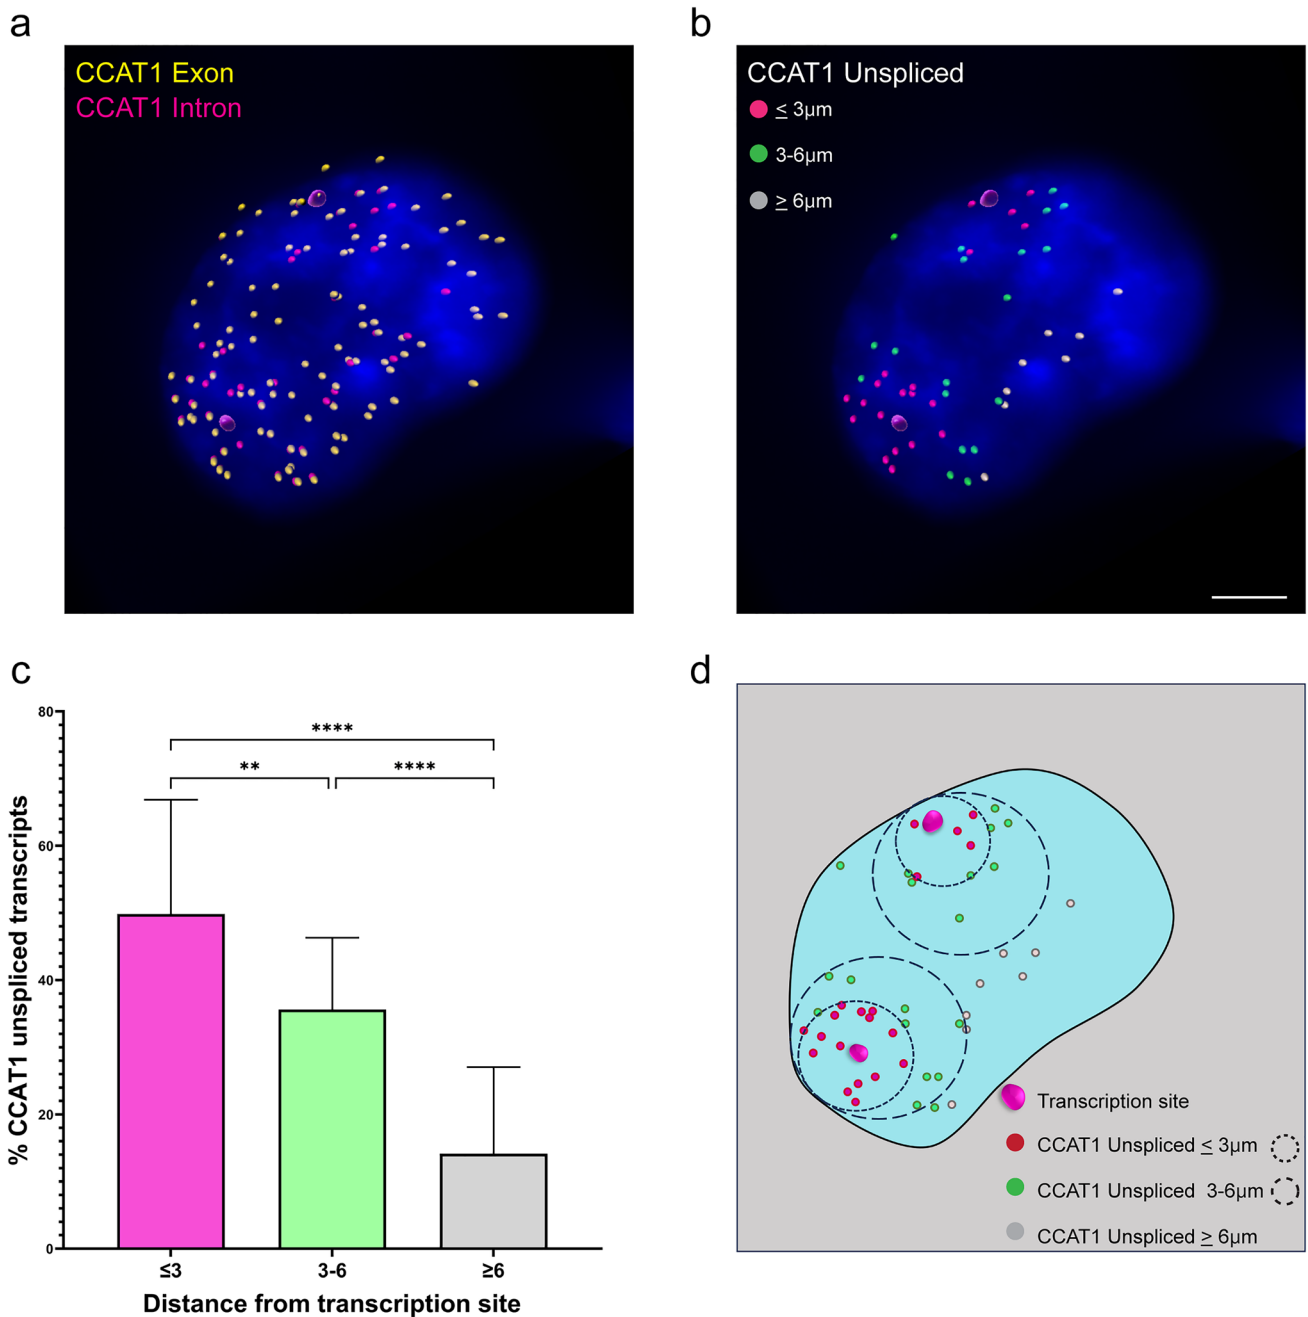 a
CCAT1 Exon
CCAT1 Intron
b
CCAT1 Unspliced
≤ 3µm
3-6µm
≥ 6µm
c
% CCAT1 unspliced transcripts
80
60
40
20
0
****
**
****
≤3
3-6
≥6
Distance from transcription site
d
Transcription site
CCAT1 Unspliced ≤ 3µm
CCAT1 Unspliced 3-6µm
CCAT1 Unspliced ≥ 6µm